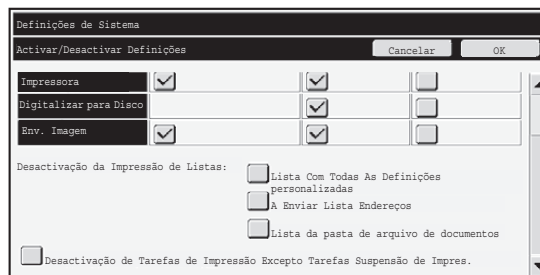 Definições de Sistema
Activar/Desactivar Definições Cancelar OK
Impressora
Digitalizar para Disco
Env. Imagem
Desactivação da Impressão de Listas:
Lista Com Todas As Definições
personalizadas
A Enviar Lista Endereços
Lista da pasta de arquivo de documentos
Desactivação de Tarefas de Impressão Excepto Tarefas Suspensão de Impres.